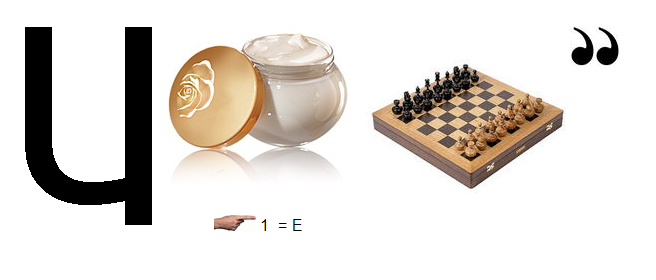 Ч “
1 = E